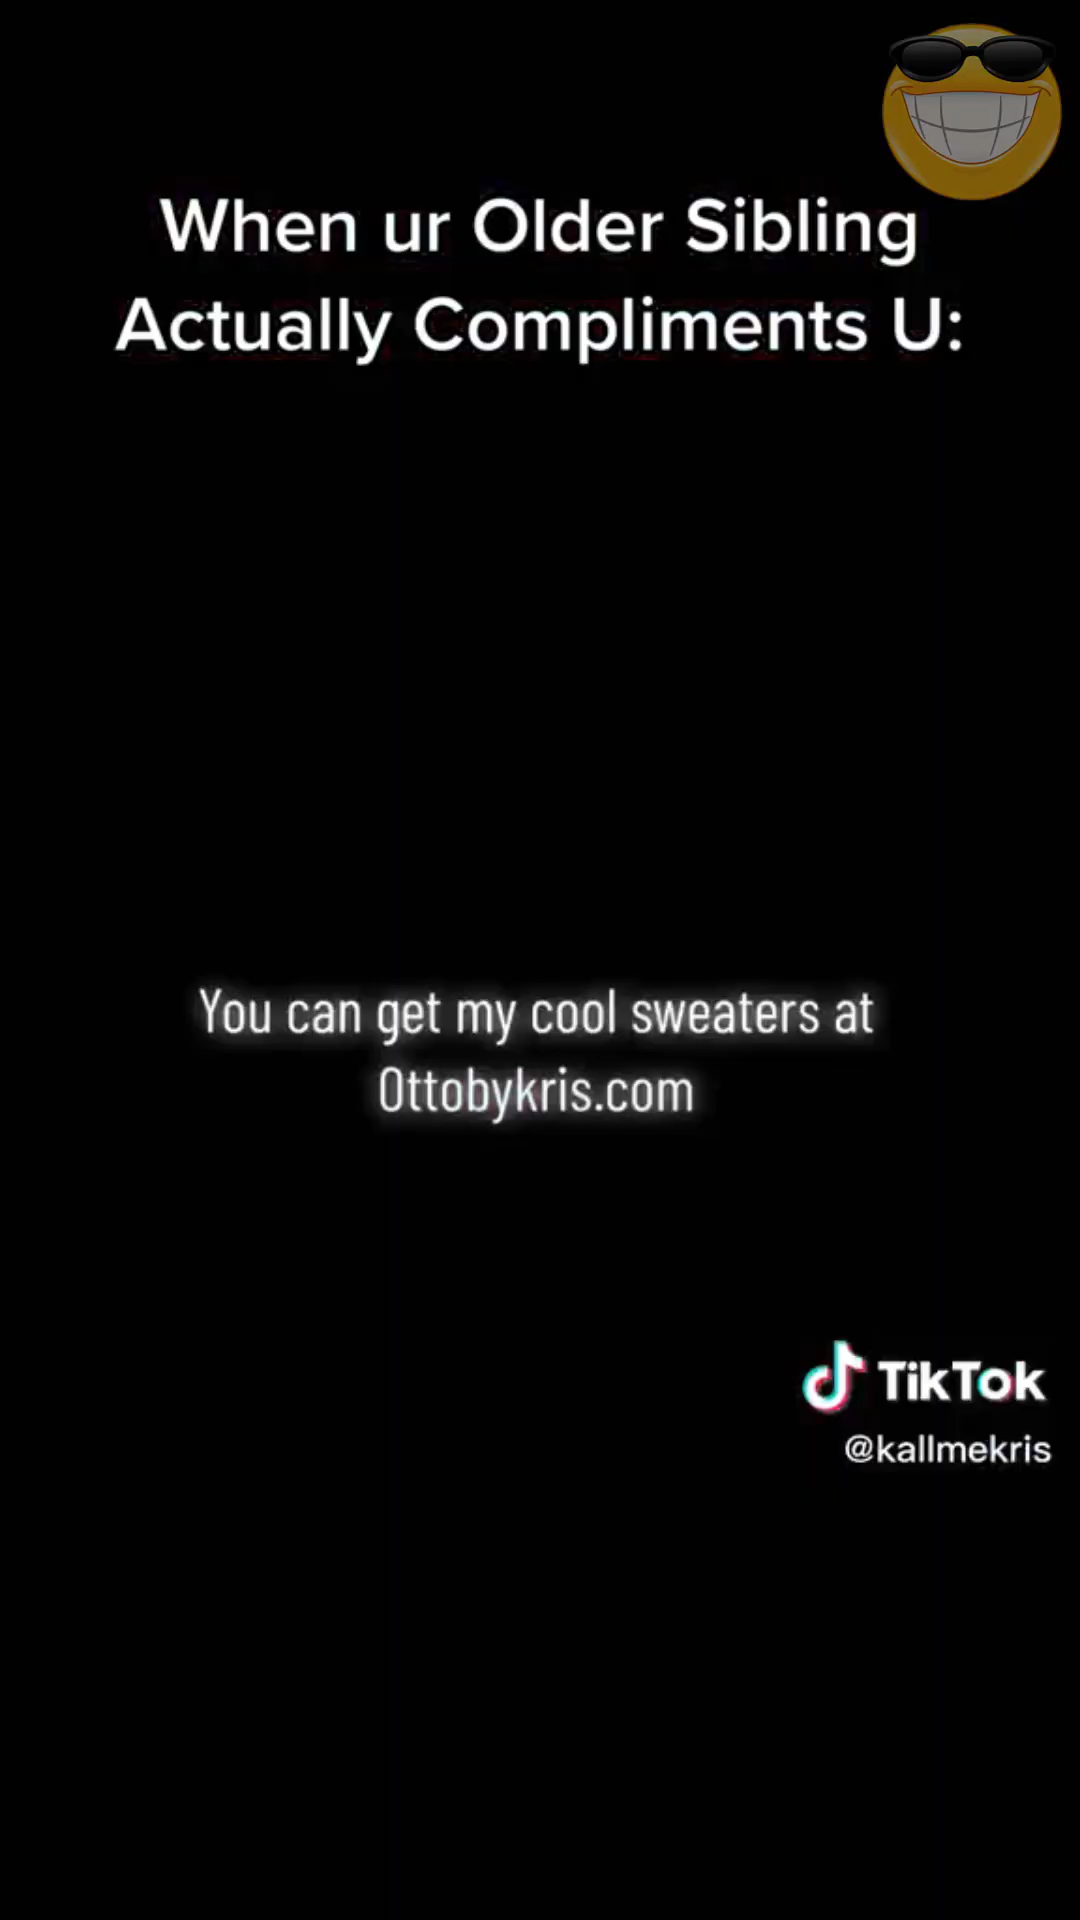 When ur Older Sibling
Actually Compliments U:
You can get my cool sweaters at
Ottobykris.com
TikTok
@kallmekris